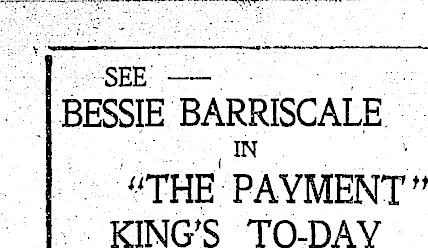 SEE —
BESSIE BARRISCALE
IN
"THE PAYMENT"
KING'S TO-DAY